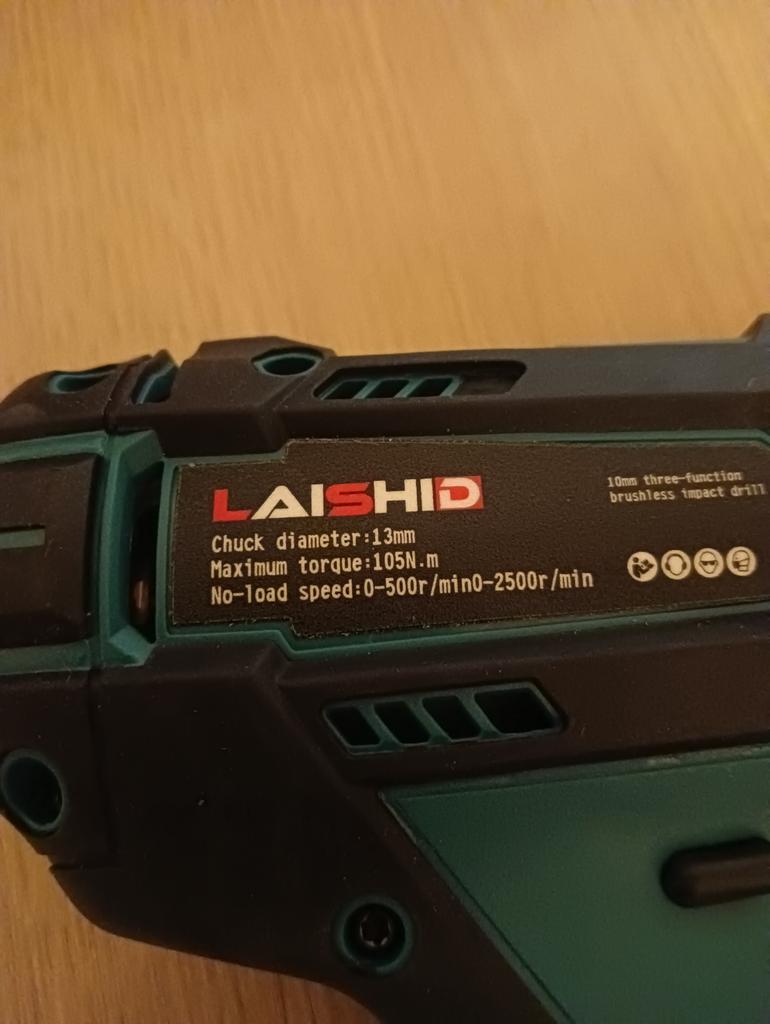 LAISHID
Chuck diameter:13mm
Maximum torque:105N.m
No-load speed:0-500r/min0-2500r/min
10mm three-function
brushless impact drill